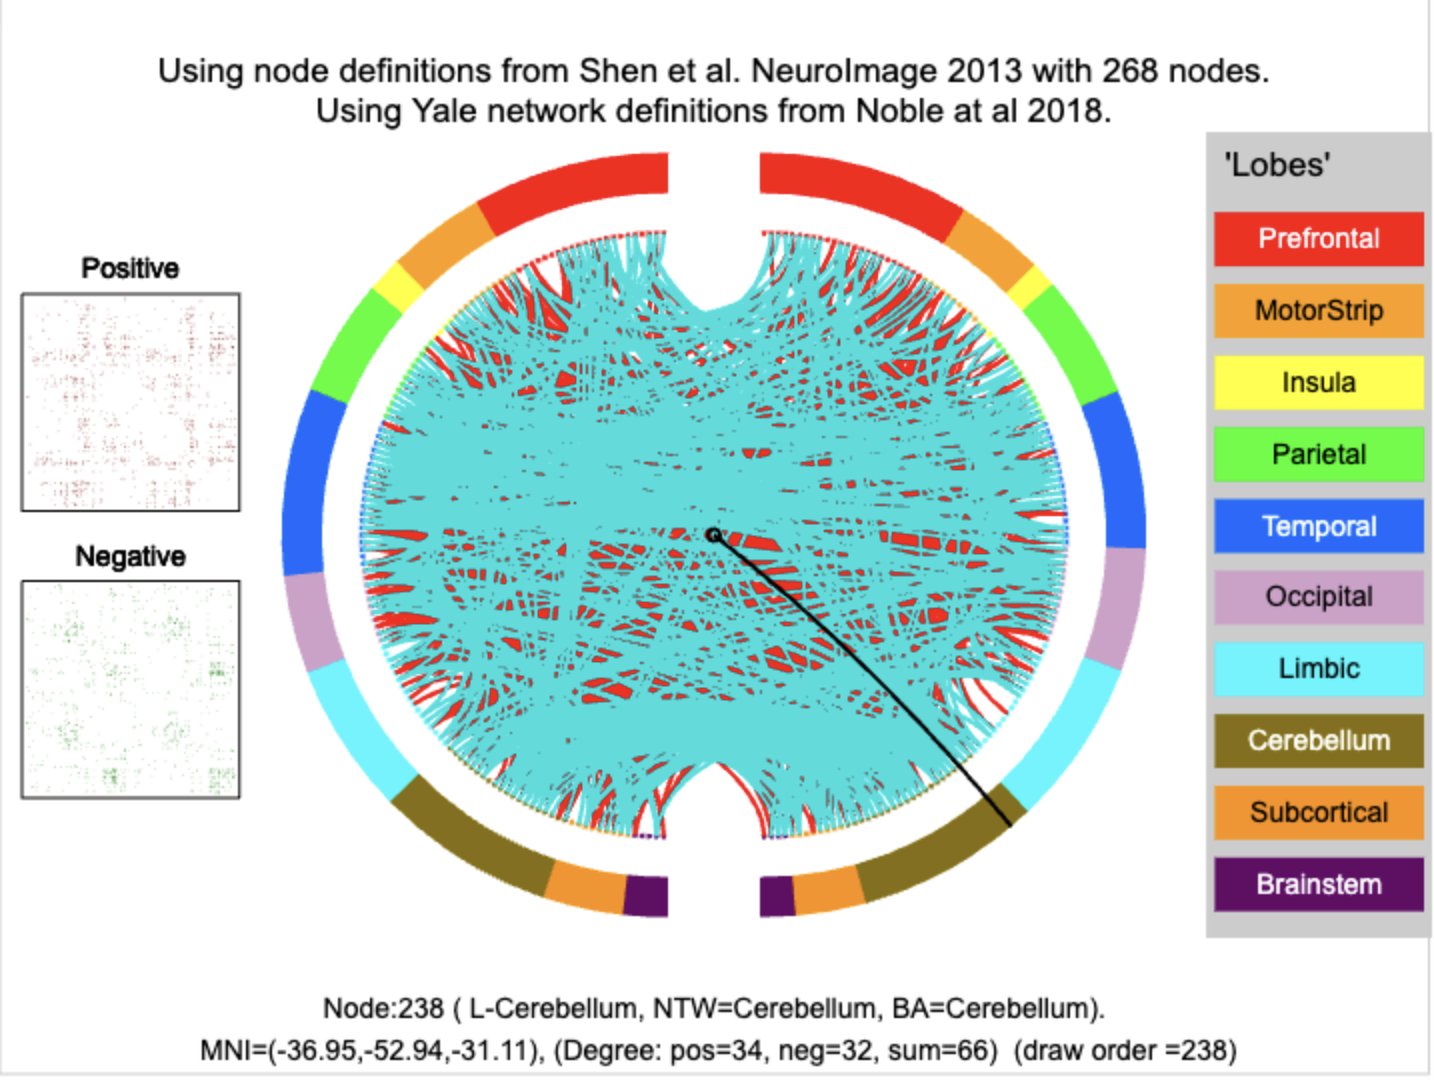 Using node definitions from Shen et al. NeuroImage 2013 with 268 nodes.
Using Yale network definitions from Noble at al 2018.
'Lobes'
Prefrontal
MotorStrip
Insula
Parietal
Temporal
Occipital
Limbic
Cerebellum
Subcortical
Brainstem
Positive
Negative
Node:238 ( L-Cerebellum, NTW=Cerebellum, BA=Cerebellum).
MNI=(-36.95,-52.94,-31.11), (Degree: pos=34, neg=32, sum=66)  (draw order =238)